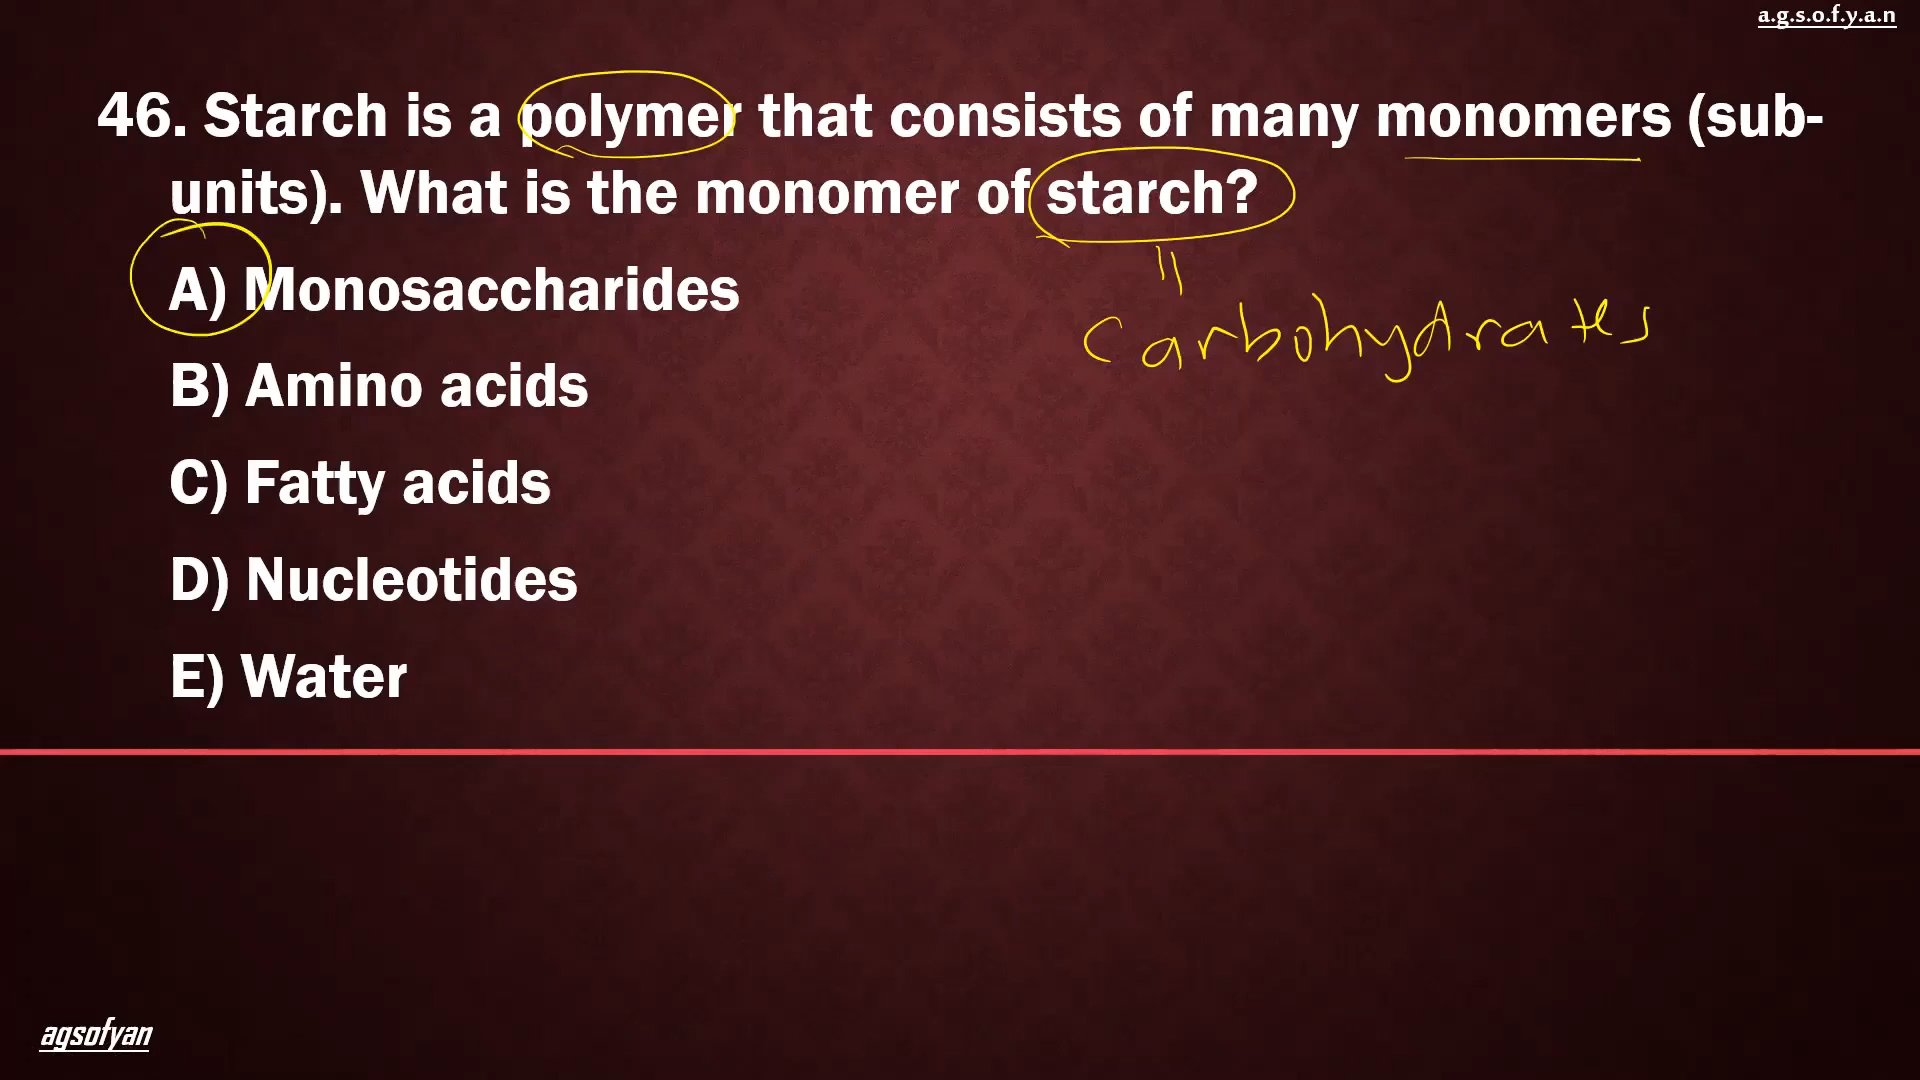 a.g.s.o.f.y.a.n
46. Starch is a polymer that consists of many monomers (sub-
units). What is the monomer of starch?
A) Monosaccharides
Carbohydrates
B) Amino acids
C) Fatty acids
D) Nucleotides
E) Water
agsofyan